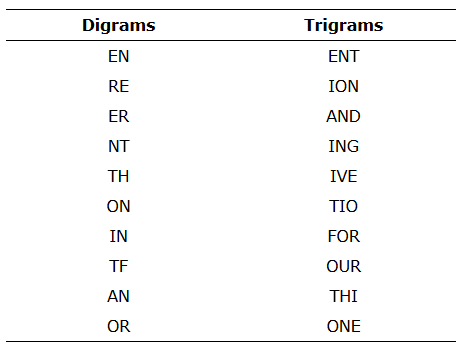 Digrams Trigrams
EN ENT
RE ION
ER AND
NT ING
TH IVE
ON TIO
IN FOR
TF OUR
AN THI
OR ONE